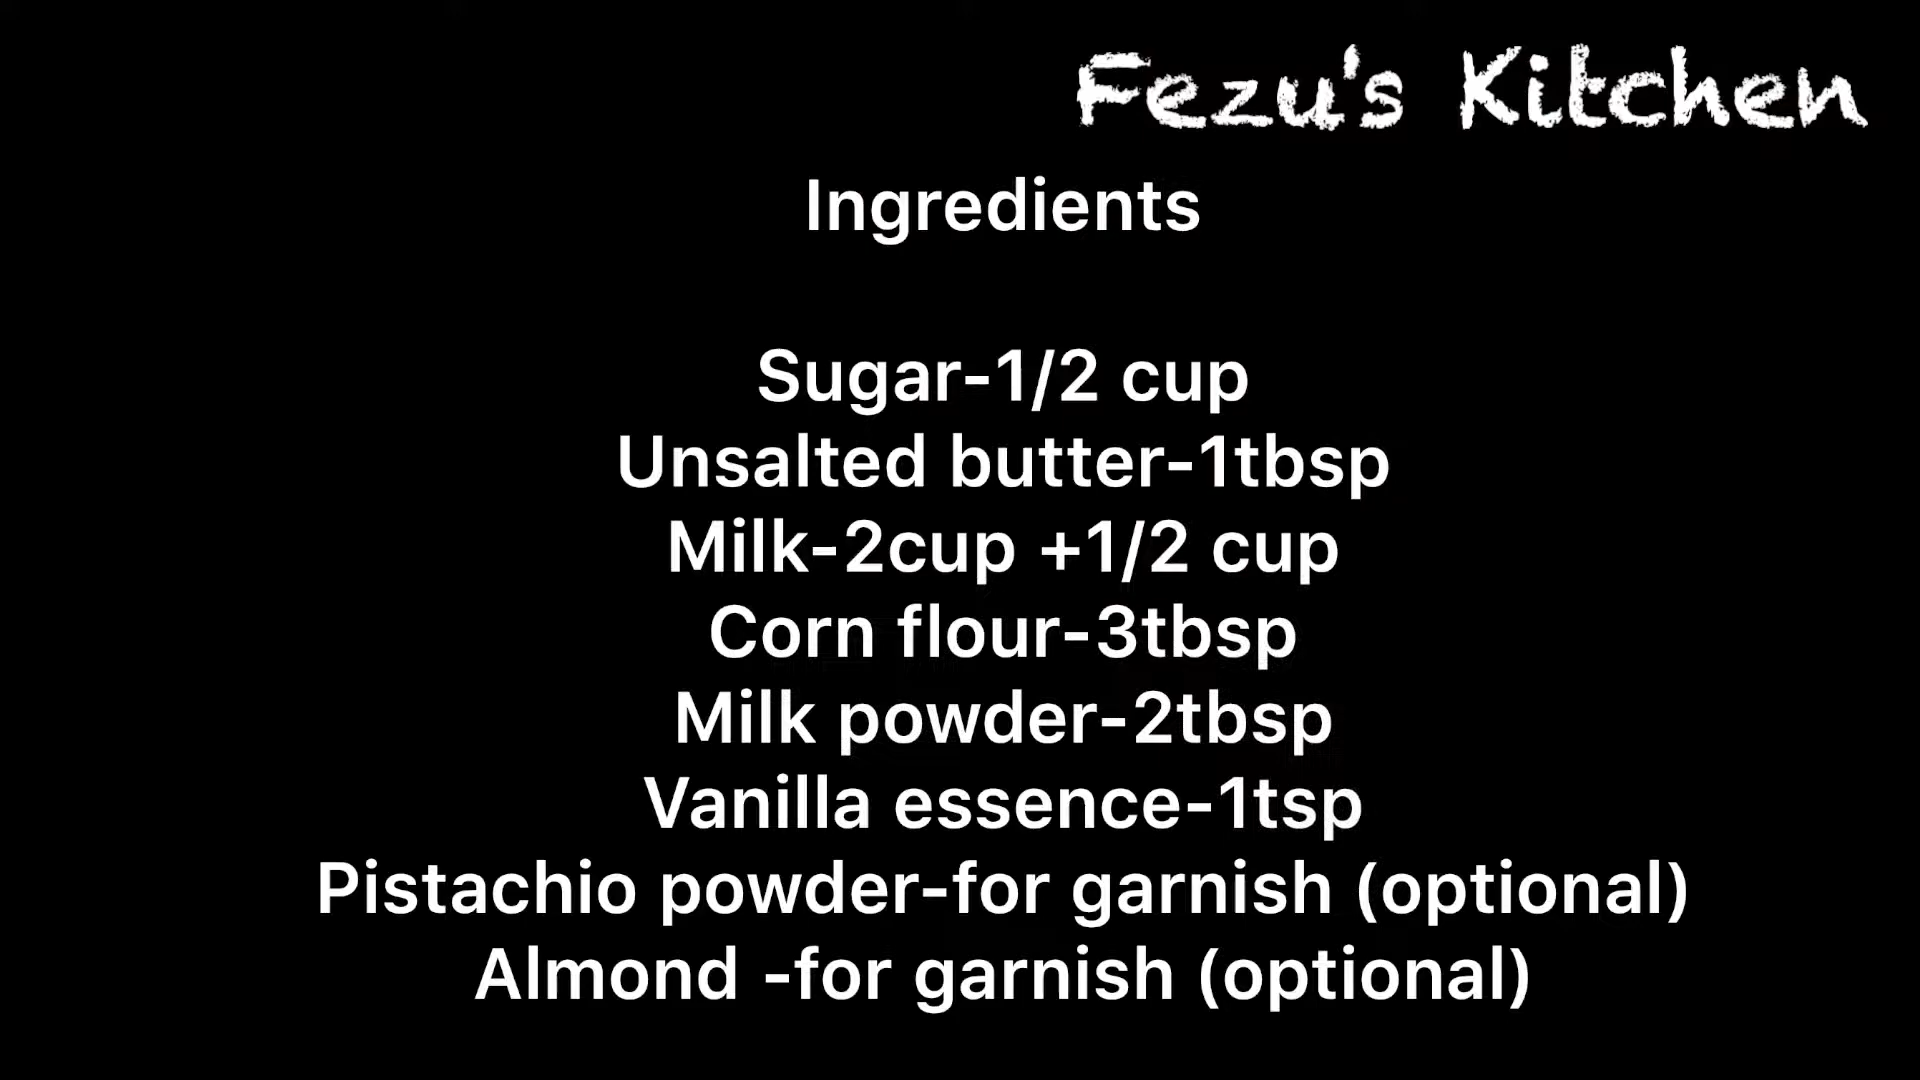 Fezu's Kitchen
Ingredients
Sugar-1/2 cup
Unsalted butter-1tbsp
Milk-2cup +1/2 cup
Corn flour-3tbsp
Milk powder-2tbsp
Vanilla essence-1tsp
Pistachio powder-for garnish (optional)
Almond -for garnish (optional)